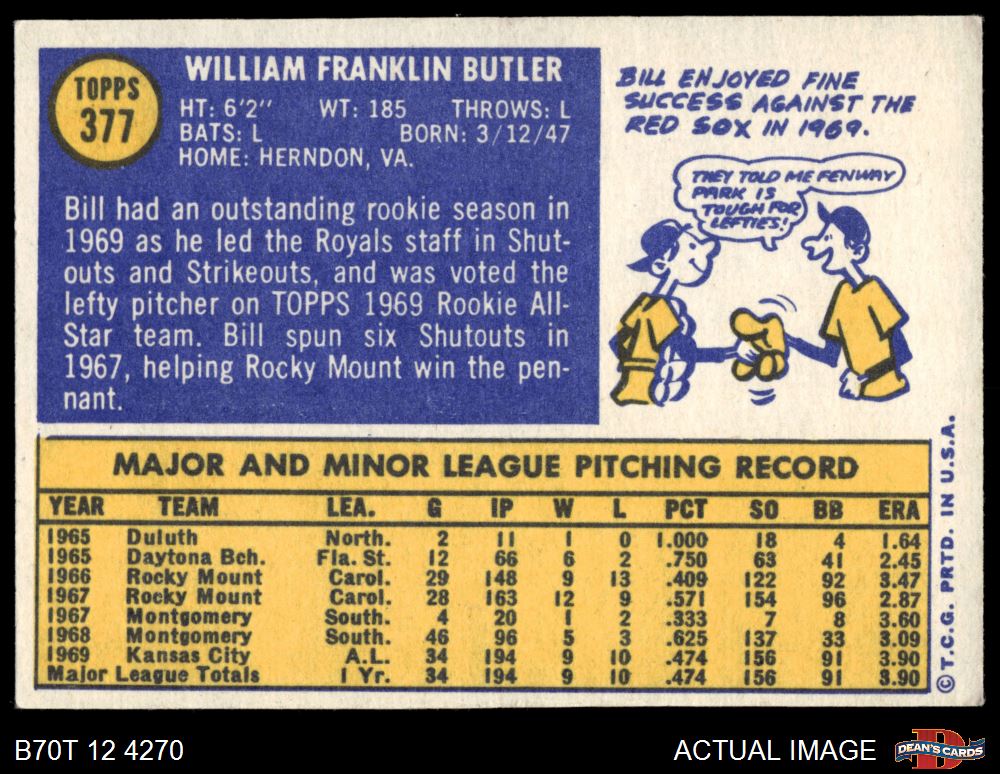 TOPPS
377
WILLIAM FRANKLIN BUTLER
HT: 6'2" WT: 185 THROWS: L
BATS: L BORN: 3/12/47
HOME: HERNDON, VA.
Bill had an outstanding rookie season in
1969 as he led the Royals staff in Shut-
outs and Strikeouts, and was voted the
lefty pitcher on TOPPS 1969 Rookie All-
Star team. Bill spun six Shutouts in
1967, helping Rocky Mount win the pen-
nant.
BILL ENJOYED FINE
SUCCESS AGAINST THE
RED SOX IN 1969.
THEY TOLD ME FENWAY
PARK IS
TOUGH FOR
LEFTIES!
MAJOR AND MINOR LEAGUE PITCHING RECORD
YEAR TEAM LEA. G IP W L PCT SO BB ERA
1965 Duluth North. 2 11 1 0 1.000 18 4 1.64
1965 Daytona Bch. Fla. St. 12 66 6 2 .750 63 41 2.45
1966 Rocky Mount Carol. 29 148 9 13 .409 122 92 3.47
1967 Rocky Mount Carol. 28 163 12 9 .571 154 96 2.87
1967 Montgomery South. 4 20 1 2 .333 7 8 3.60
1968 Montgomery South. 46 96 5 3 .625 137 33 3.09
1969 Kansas City A.L. 34 194 9 10 .474 156 91 3.90
Major League Totals 1 Yr. 34 194 9 10 .474 156 91 3.90
© T.C.G. PRTD. IN U.S.A.
B70T 12 4270
ACTUAL IMAGE
D
DEAN'S CARDS